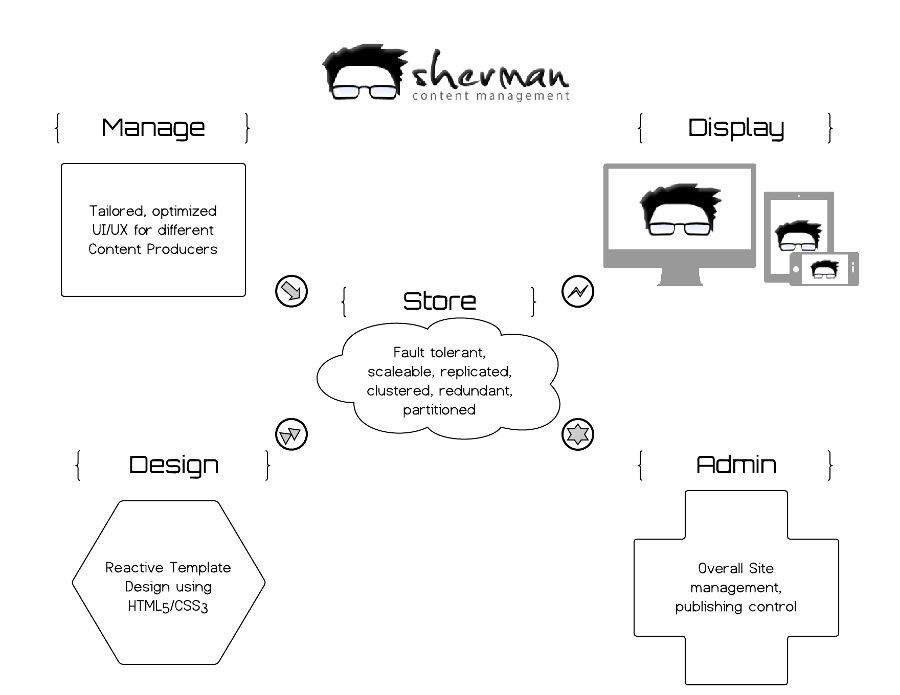 sherman
content management
{ Manage }
{ Display }
Tailored, optimized
UI/UX for different
Content Producers
{ Store }
Fault tolerant,
scaleable, replicated,
clustered, redundant,
partitioned
{ Design }
{ Admin }
Reactive Template
Design using
HTML5/CSS3
Overall Site
management,
publishing control